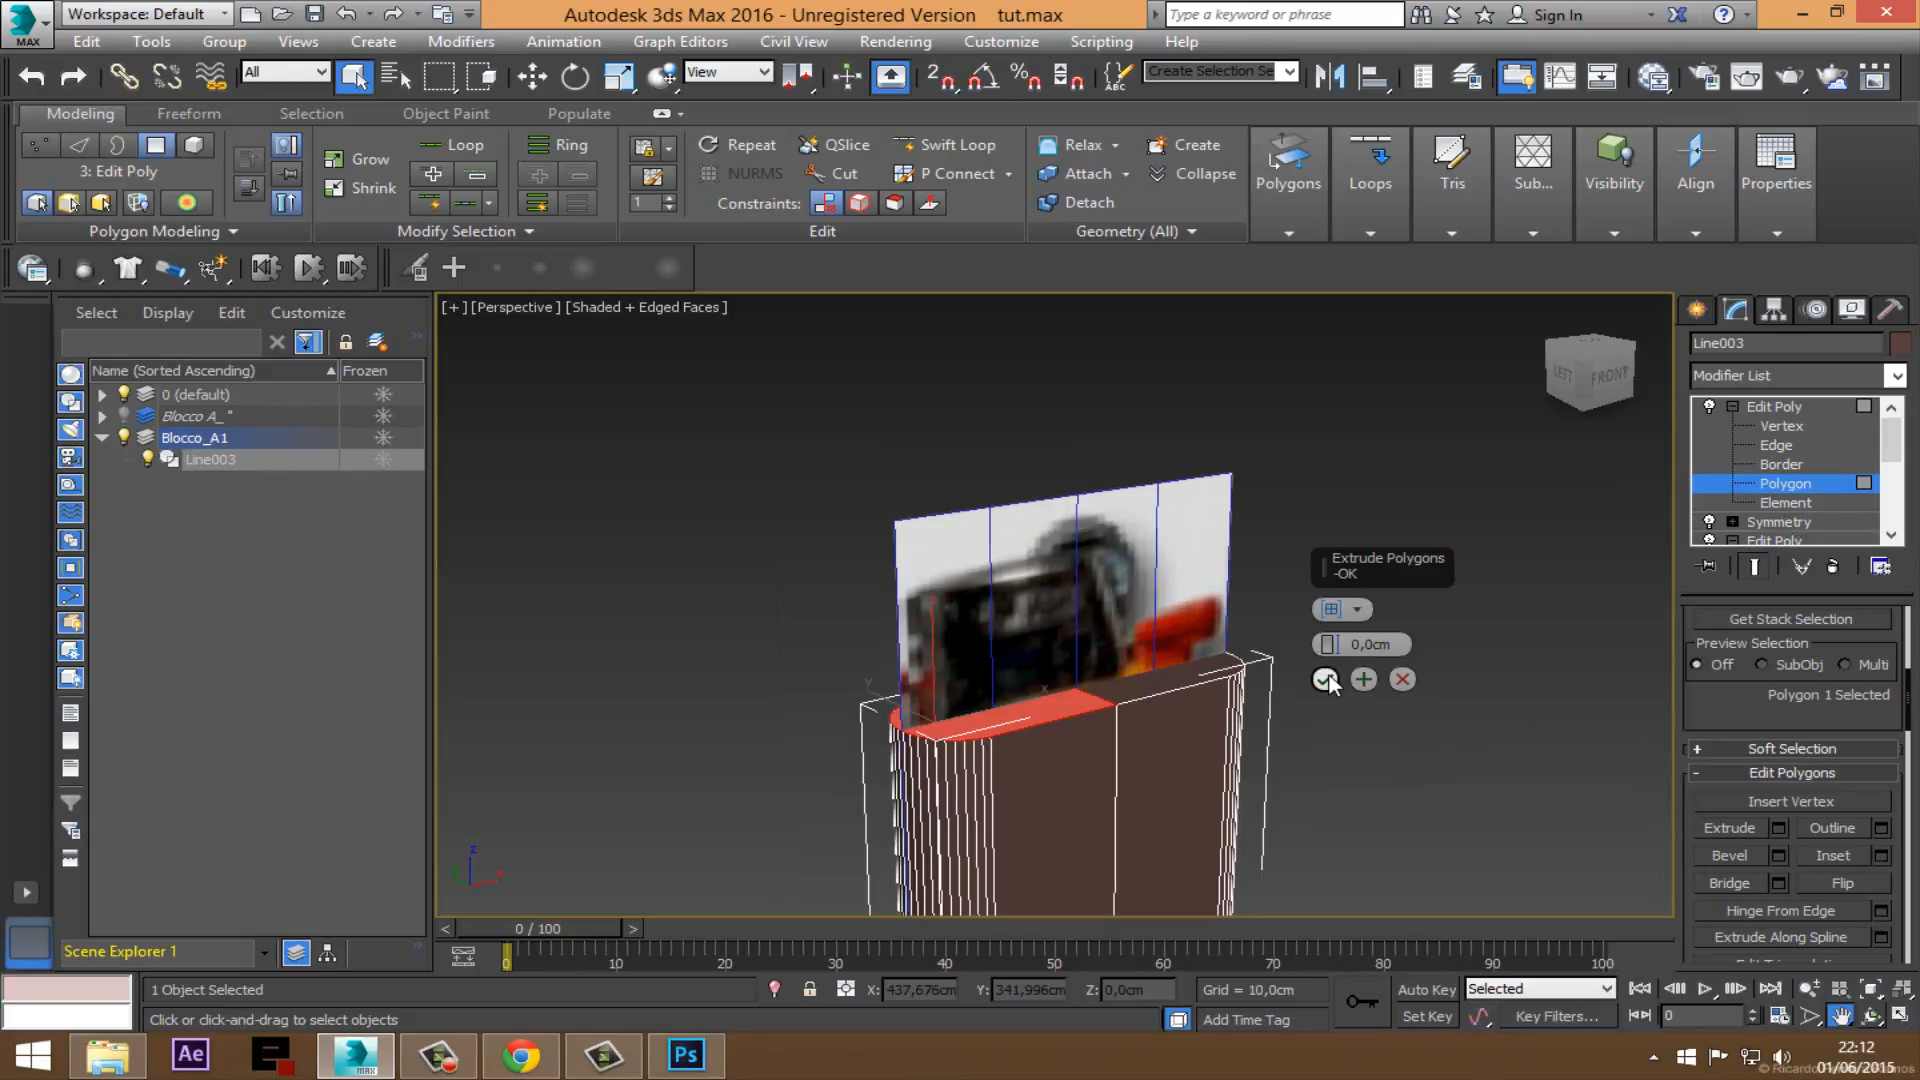 Workspace: Default
Autodesk 3ds Max 2016 - Unregistered Version tut.max
Type a keyword or phrase
Sign In
MAX
Edit Tools Group Views Create Modifiers Animation Graph Editors Civil View Rendering Customize Scripting Help
All
View
Create Selection Se
Modeling Freeform Selection Object Paint Populate
Grow Loop Ring Repeat QSlice Swift Loop Relax Create
3: Edit Poly Shrink NURMS Cut P Connect Attach Collapse
Polygons Loops Tris Sub... Visibility Align Properties
1 Constraints: Detach
Polygon Modeling Modify Selection Edit Geometry (All)
Select Display Edit Customize
Name (Sorted Ascending) Frozen
0 (default)
Blocco A_"
Blocco_A1
Line003
[+] [Perspective] [Shaded + Edged Faces]
LEFT FRONT
Extrude Polygons
-OK
0,0cm
Line003
Modifier List
Edit Poly
Vertex
Edge
Border
Polygon
Element
Symmetry
Edit Poly
Get Stack Selection
Preview Selection
Off SubObj Multi
Polygon 1 Selected
Soft Selection
Edit Polygons
Insert Vertex
Extrude Outline
Bevel Inset
Bridge Flip
Hinge From Edge
Extrude Along Spline
0 / 100
Scene Explorer 1
0 10 20 30 40 50 60 70 80 90 100
1 Object Selected X: 437,676cm Y: 341,996cm Z: 0,0cm Grid = 10,0cm Auto Key Selected
Click or click-and-drag to select objects Add Time Tag Set Key Key Filters... 0
Ae
MAX
Ps
22:12
01/06/2015